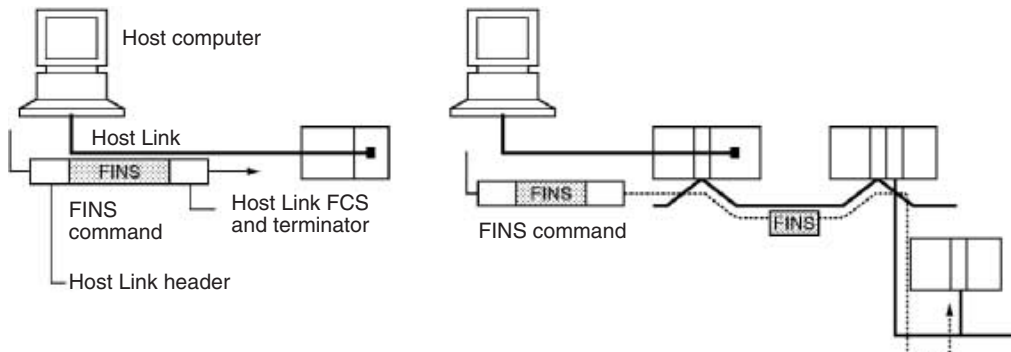 Host computer
Host Link
FINS
FINS
command
Host Link FCS
and terminator
Host Link header
FINS
FINS command
FINS